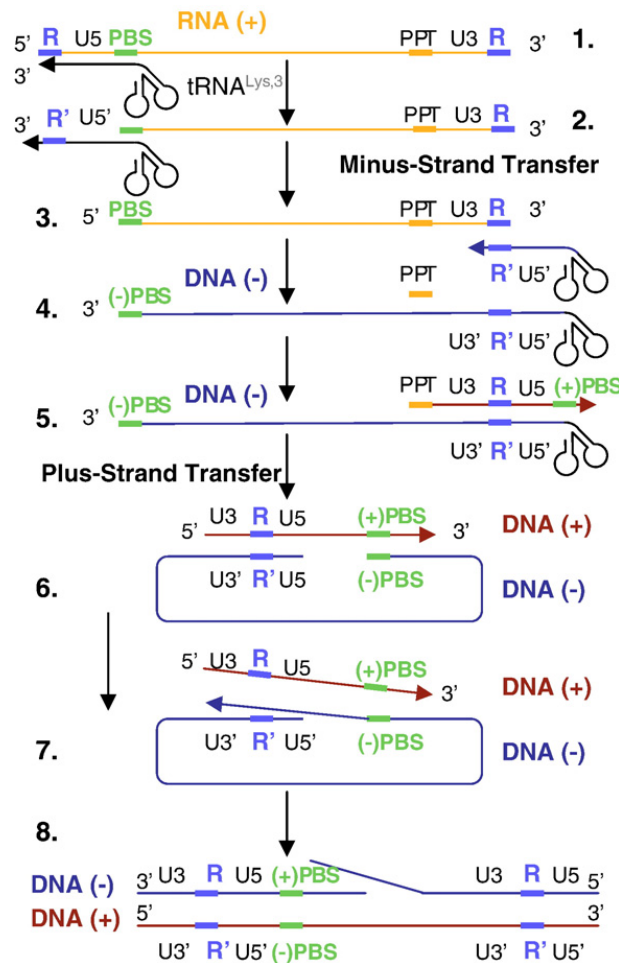 R U5 PBS RNA (+) PPT U3 R
5’ 3’ 1.
3’ tRNALys,3
R’ U5’ PPT U3 R
3’ 3’ 2.
Minus-Strand Transfer
PBS PPT U3 R 3’
3. 5’
DNA (-) PPT R’ U5’
(-)PBS
4. 3’
U3’ R’ U5’
DNA (-) PPT U3 R U5 (+)PBS
(-)PBS
5. 3’
U3’ R’ U5’
Plus-Strand Transfer
U3 R U5 (+)PBS
5’ 3’ DNA (+)
U3’ R’ U5 (-)PBS DNA (-)
6.
5’ U3 R U5 (+)PBS
3’ DNA (+)
U3’ R’ U5’ (-)PBS DNA (-)
7.
8.
U3 R U5 (+)PBS U3 R U5
DNA (-) 3’ 5’
DNA (+) 5’ 3’
U3’ R’ U5’ (-)PBS U3’ R’ U5’